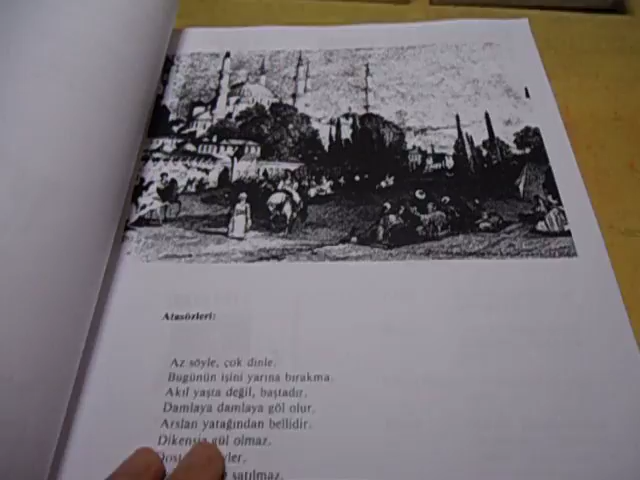 Atasözleri:
Az söyle, çok dinle.
Bugünün işini yarına bırakma.
Akıl yaşta değil, baştadır.
Damlaya damlaya göl olur.
Arslan yatağından bellidir.
Dikensiz gül olmaz.
satılmaz.